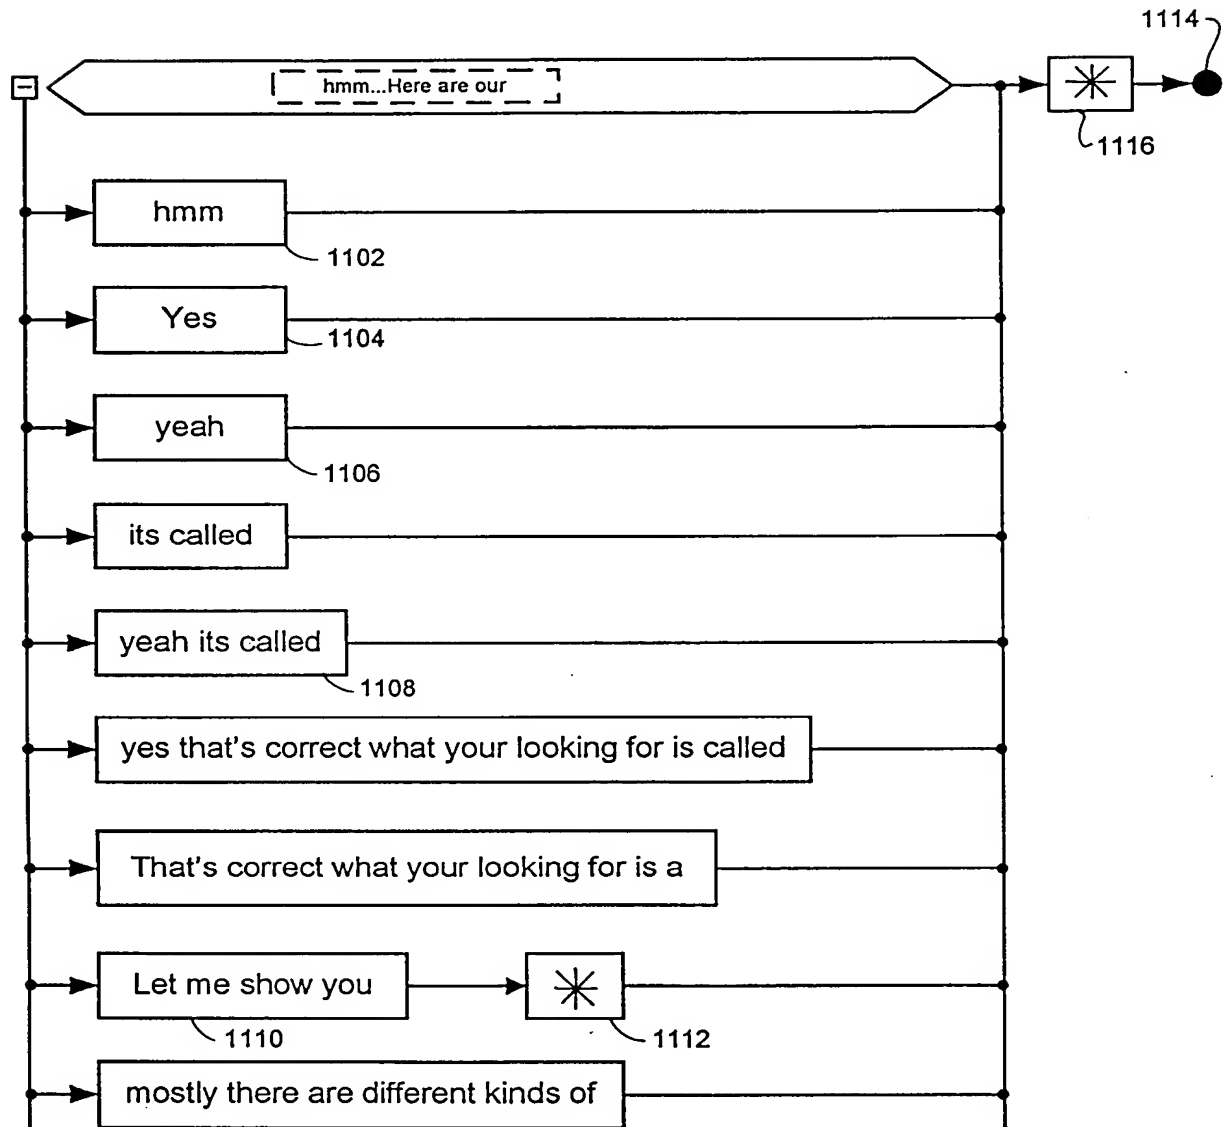 1114
hmm...Here are our
1116
hmm
1102
Yes
1104
yeah
1106
its called
yeah its called
1108
yes that's correct what your looking for is called
That's correct what your looking for is a
Let me show you
1110
1112
mostly there are different kinds of